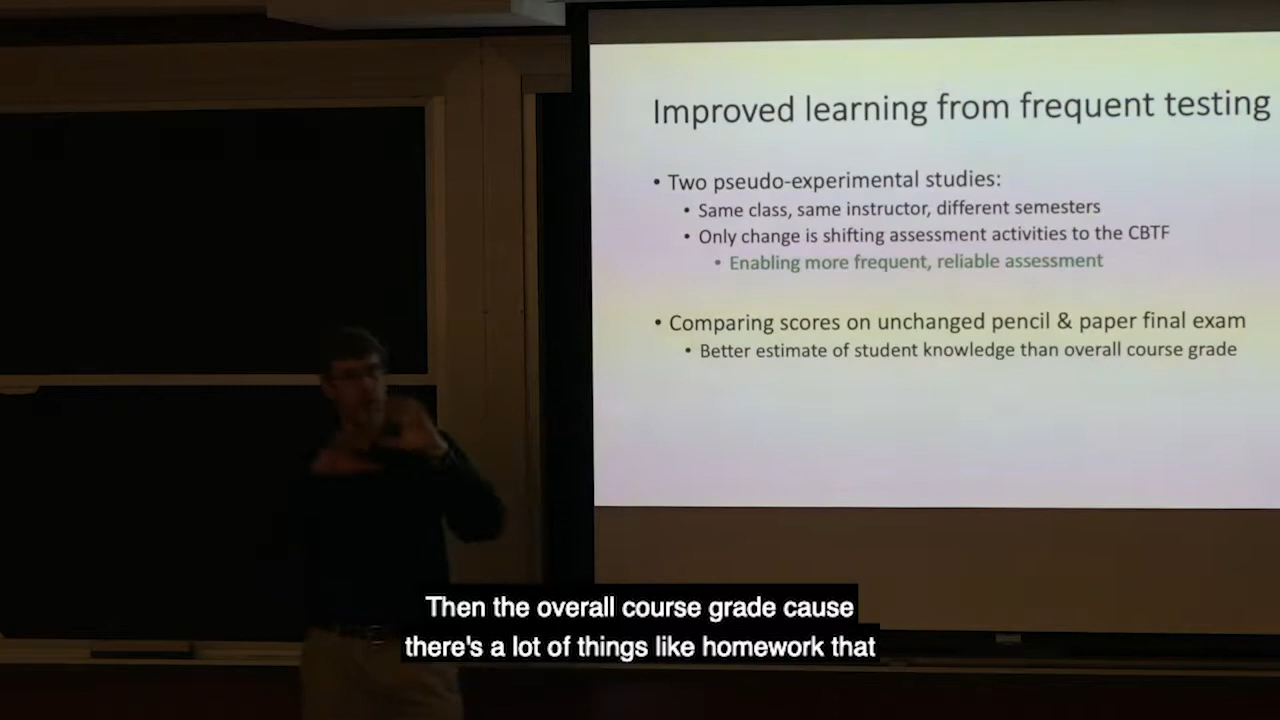 Improved learning from frequent testing
• Two pseudo-experimental studies:
• Same class, same instructor, different semesters
• Only change is shifting assessment activities to the CBTF
• Enabling more frequent, reliable assessment
• Comparing scores on unchanged pencil & paper final exam
• Better estimate of student knowledge than overall course grade
Then the overall course grade cause
there's a lot of things like homework that